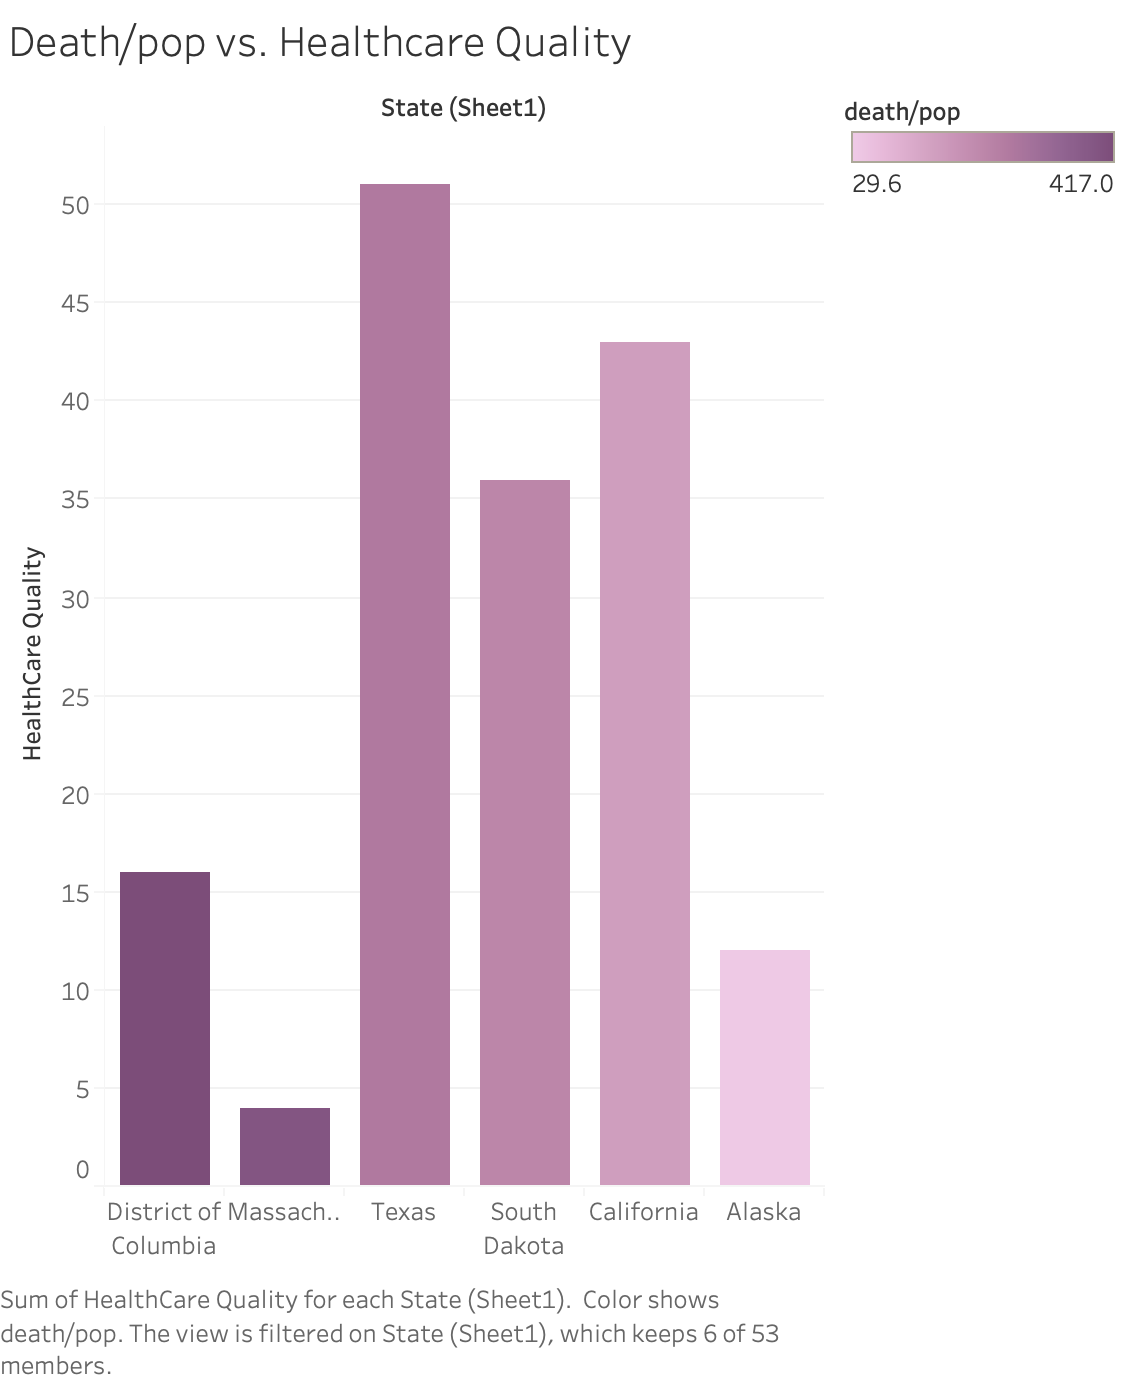 Death/pop vs. Healthcare Quality
State (Sheet1)
death/pop
29.6
417.0
HealthCare Quality
50
45
40
35
30
25
20
15
10
5
0
District of Columbia
Massach..
Texas
South Dakota
California
Alaska
Sum of HealthCare Quality for each State (Sheet1).  Color shows
death/pop. The view is filtered on State (Sheet1), which keeps 6 of 53
members.